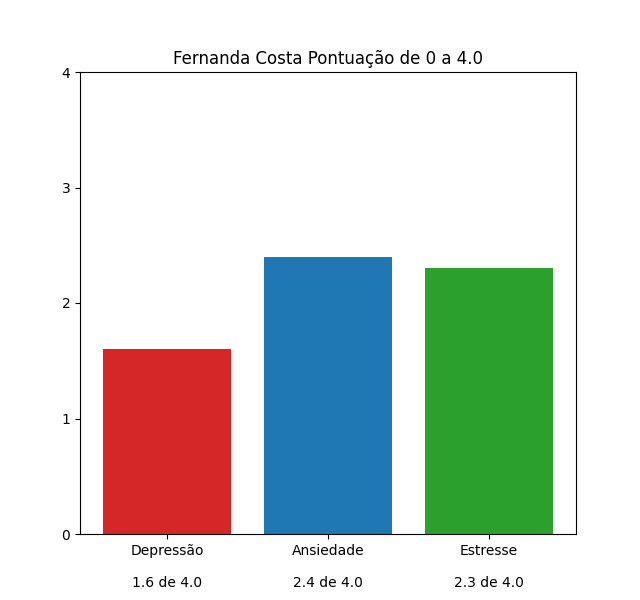 Fernanda Costa Pontuação de 0 a 4.0
4
3
2
1
0
Depressão Ansiedade Estresse
1.6 de 4.0 2.4 de 4.0 2.3 de 4.0